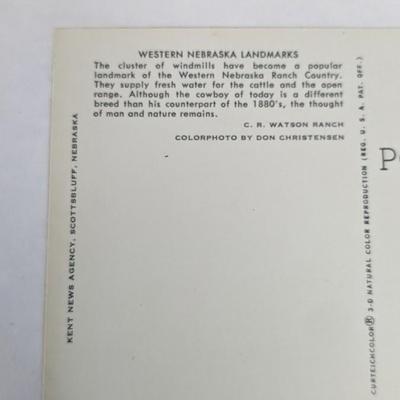 WESTERN NEBRASKA LANDMARKS
The cluster of windmills have become a popular
landmark of the Western Nebraska Ranch Country.
They supply fresh water for the cattle and the open
range. Although the cowboy of today is a different
breed than his counterpart of the 1880's, the thought
of man and nature remains.
C. R. WATSON RANCH
COLORPHOTO BY DON CHRISTENSEN
KENT NEWS AGENCY, SCOTTSBLUFF, NEBRASKA
CURTEICHCOLOR® 3-D NATURAL COLOR REPRODUCTION (REG. U. S. A. PAT. OFF.)
P